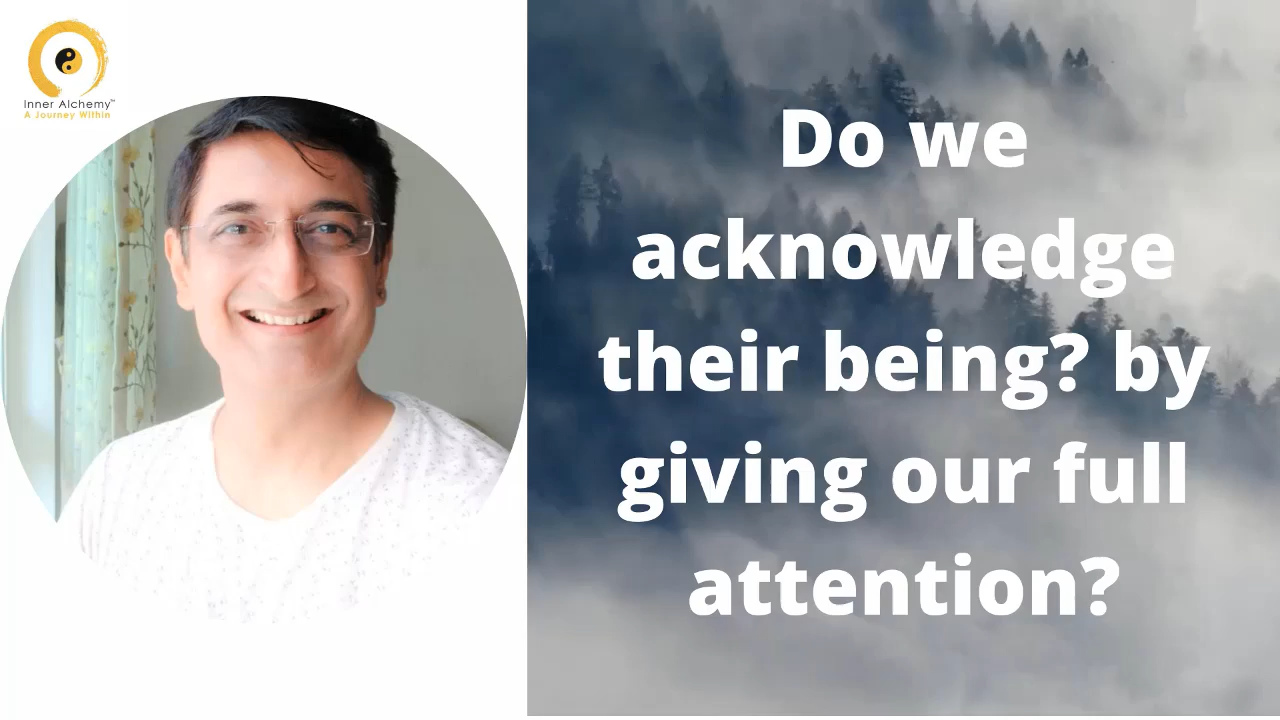 Inner Alchemy™
A Journey Within
Do we
acknowledge
their being? by
giving our full
attention?